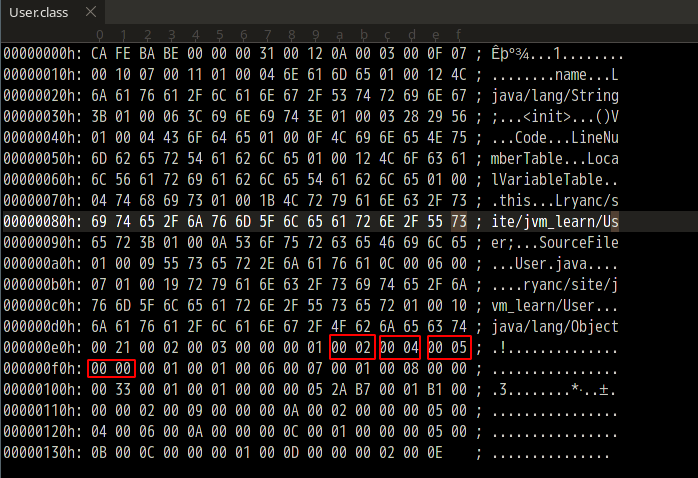 User.class
0 1 2 3 4 5 6 7 8 9 a b c d e f
00000000h: CA FE BA BE 00 00 00 31 00 12 0A 00 03 00 0F 07 ; Êþº¾...1........
00000010h: 00 10 07 00 11 01 00 04 6E 61 6D 65 01 00 12 4C ; ........name...L
00000020h: 6A 61 76 61 2F 6C 61 6E 67 2F 53 74 72 69 6E 67 ; java/lang/String
00000030h: 3B 01 00 06 3C 69 6E 69 74 3E 01 00 03 28 29 56 ; ;...<init>...()V
00000040h: 01 00 04 43 6F 64 65 01 00 0F 4C 69 6E 65 4E 75 ; ...Code...LineNu
00000050h: 6D 62 65 72 54 61 62 6C 65 01 00 12 4C 6F 63 61 ; mberTable...Loca
00000060h: 6C 56 61 72 69 61 62 6C 65 54 61 62 6C 65 01 00 ; lVariableTable..
00000070h: 04 74 68 69 73 01 00 1B 4C 72 79 61 6E 63 2F 73 ; .this...Lryanc/s
00000080h: 69 74 65 2F 6A 76 6D 5F 6C 65 61 72 6E 2F 55 73 ; ite/jvm_learn/Us
00000090h: 65 72 3B 01 00 0A 53 6F 75 72 63 65 46 69 6C 65 ; er;...SourceFile
000000a0h: 01 00 09 55 73 65 72 2E 6A 61 76 61 0C 00 06 00 ; ...User.java....
000000b0h: 07 01 00 19 72 79 61 6E 63 2F 73 69 74 65 2F 6A ; ....ryanc/site/j
000000c0h: 76 6D 5F 6C 65 61 72 6E 2F 55 73 65 72 01 00 10 ; vm_learn/User...
000000d0h: 6A 61 76 61 2F 6C 61 6E 67 2F 4F 62 6A 65 63 74 ; java/lang/Object
000000e0h: 00 21 00 02 00 03 00 00 00 01 00 02 00 04 00 05 ; .!..............
000000f0h: 00 00 00 01 00 01 00 06 00 07 00 01 00 08 00 00 ; ................
00000100h: 00 33 00 01 00 01 00 00 00 05 2A B7 00 01 B1 00 ; .3........*·..±.
00000110h: 00 00 02 00 09 00 00 00 0A 00 02 00 00 00 05 00 ; ................
00000120h: 04 00 06 00 0A 00 00 00 0C 00 01 00 00 00 05 00 ; ................
00000130h: 0B 00 0C 00 00 00 01 00 0D 00 00 00 02 00 0E ; ...............